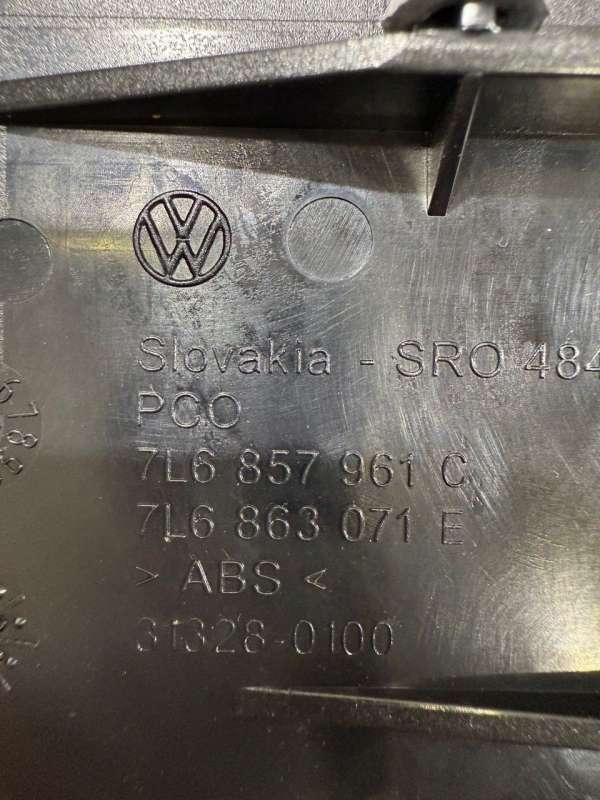 Slovakia - SRO 484
PCO
7L6 857 961 C
7L6 863 071 E
> ABS <
31328-0100